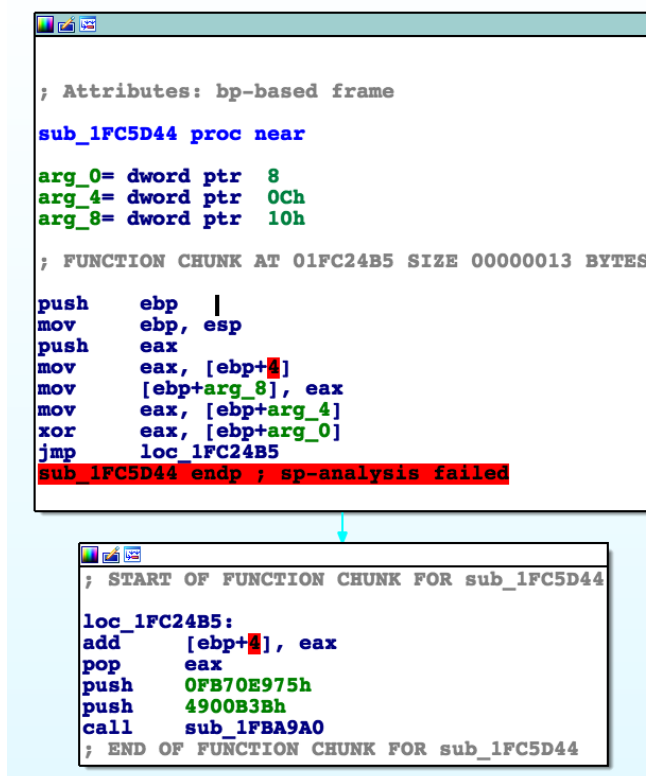 ; Attributes: bp-based frame
sub_1FC5D44 proc near
arg_0= dword ptr  8
arg_4= dword ptr  0Ch
arg_8= dword ptr  10h
; FUNCTION CHUNK AT 01FC24B5 SIZE 00000013 BYTES
push    ebp
mov     ebp, esp
push    eax
mov     eax, [ebp+4]
mov     [ebp+arg_8], eax
mov     eax, [ebp+arg_4]
xor     eax, [ebp+arg_0]
jmp     loc_1FC24B5
sub_1FC5D44 endp ; sp-analysis failed
; START OF FUNCTION CHUNK FOR sub_1FC5D44
loc_1FC24B5:
add     [ebp+4], eax
pop     eax
push    0FB70E975h
push    4900B3Bh
call    sub_1FBA9A0
; END OF FUNCTION CHUNK FOR sub_1FC5D44